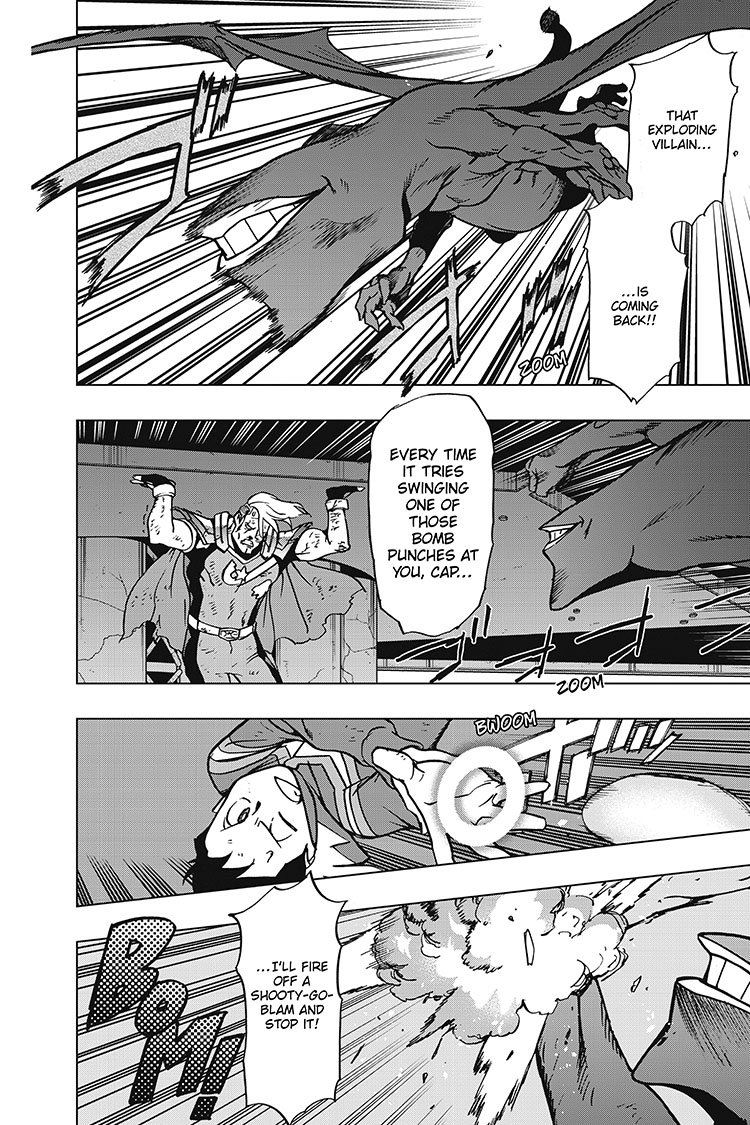 THAT
EXPLODING
VILLAIN...
...IS
COMING
BACK!!
ZOOM
EVERY TIME
IT TRIES
SWINGING
ONE OF
THOSE
BOMB
PUNCHES AT
YOU, CAP...
ZOOM
BWOOM
...I'LL FIRE
OFF A
SHOOTY-GO-
BLAM AND
STOP IT!
BOM!